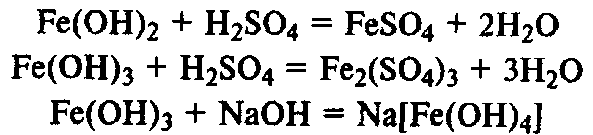 Fe(OH)₂ + H₂SO₄ = FeSO₄ + 2H₂O
Fe(OH)₃ + H₂SO₄ = Fe₂(SO₄)₃ + 3H₂O
Fe(OH)₃ + NaOH = Na[Fe(OH)₄]